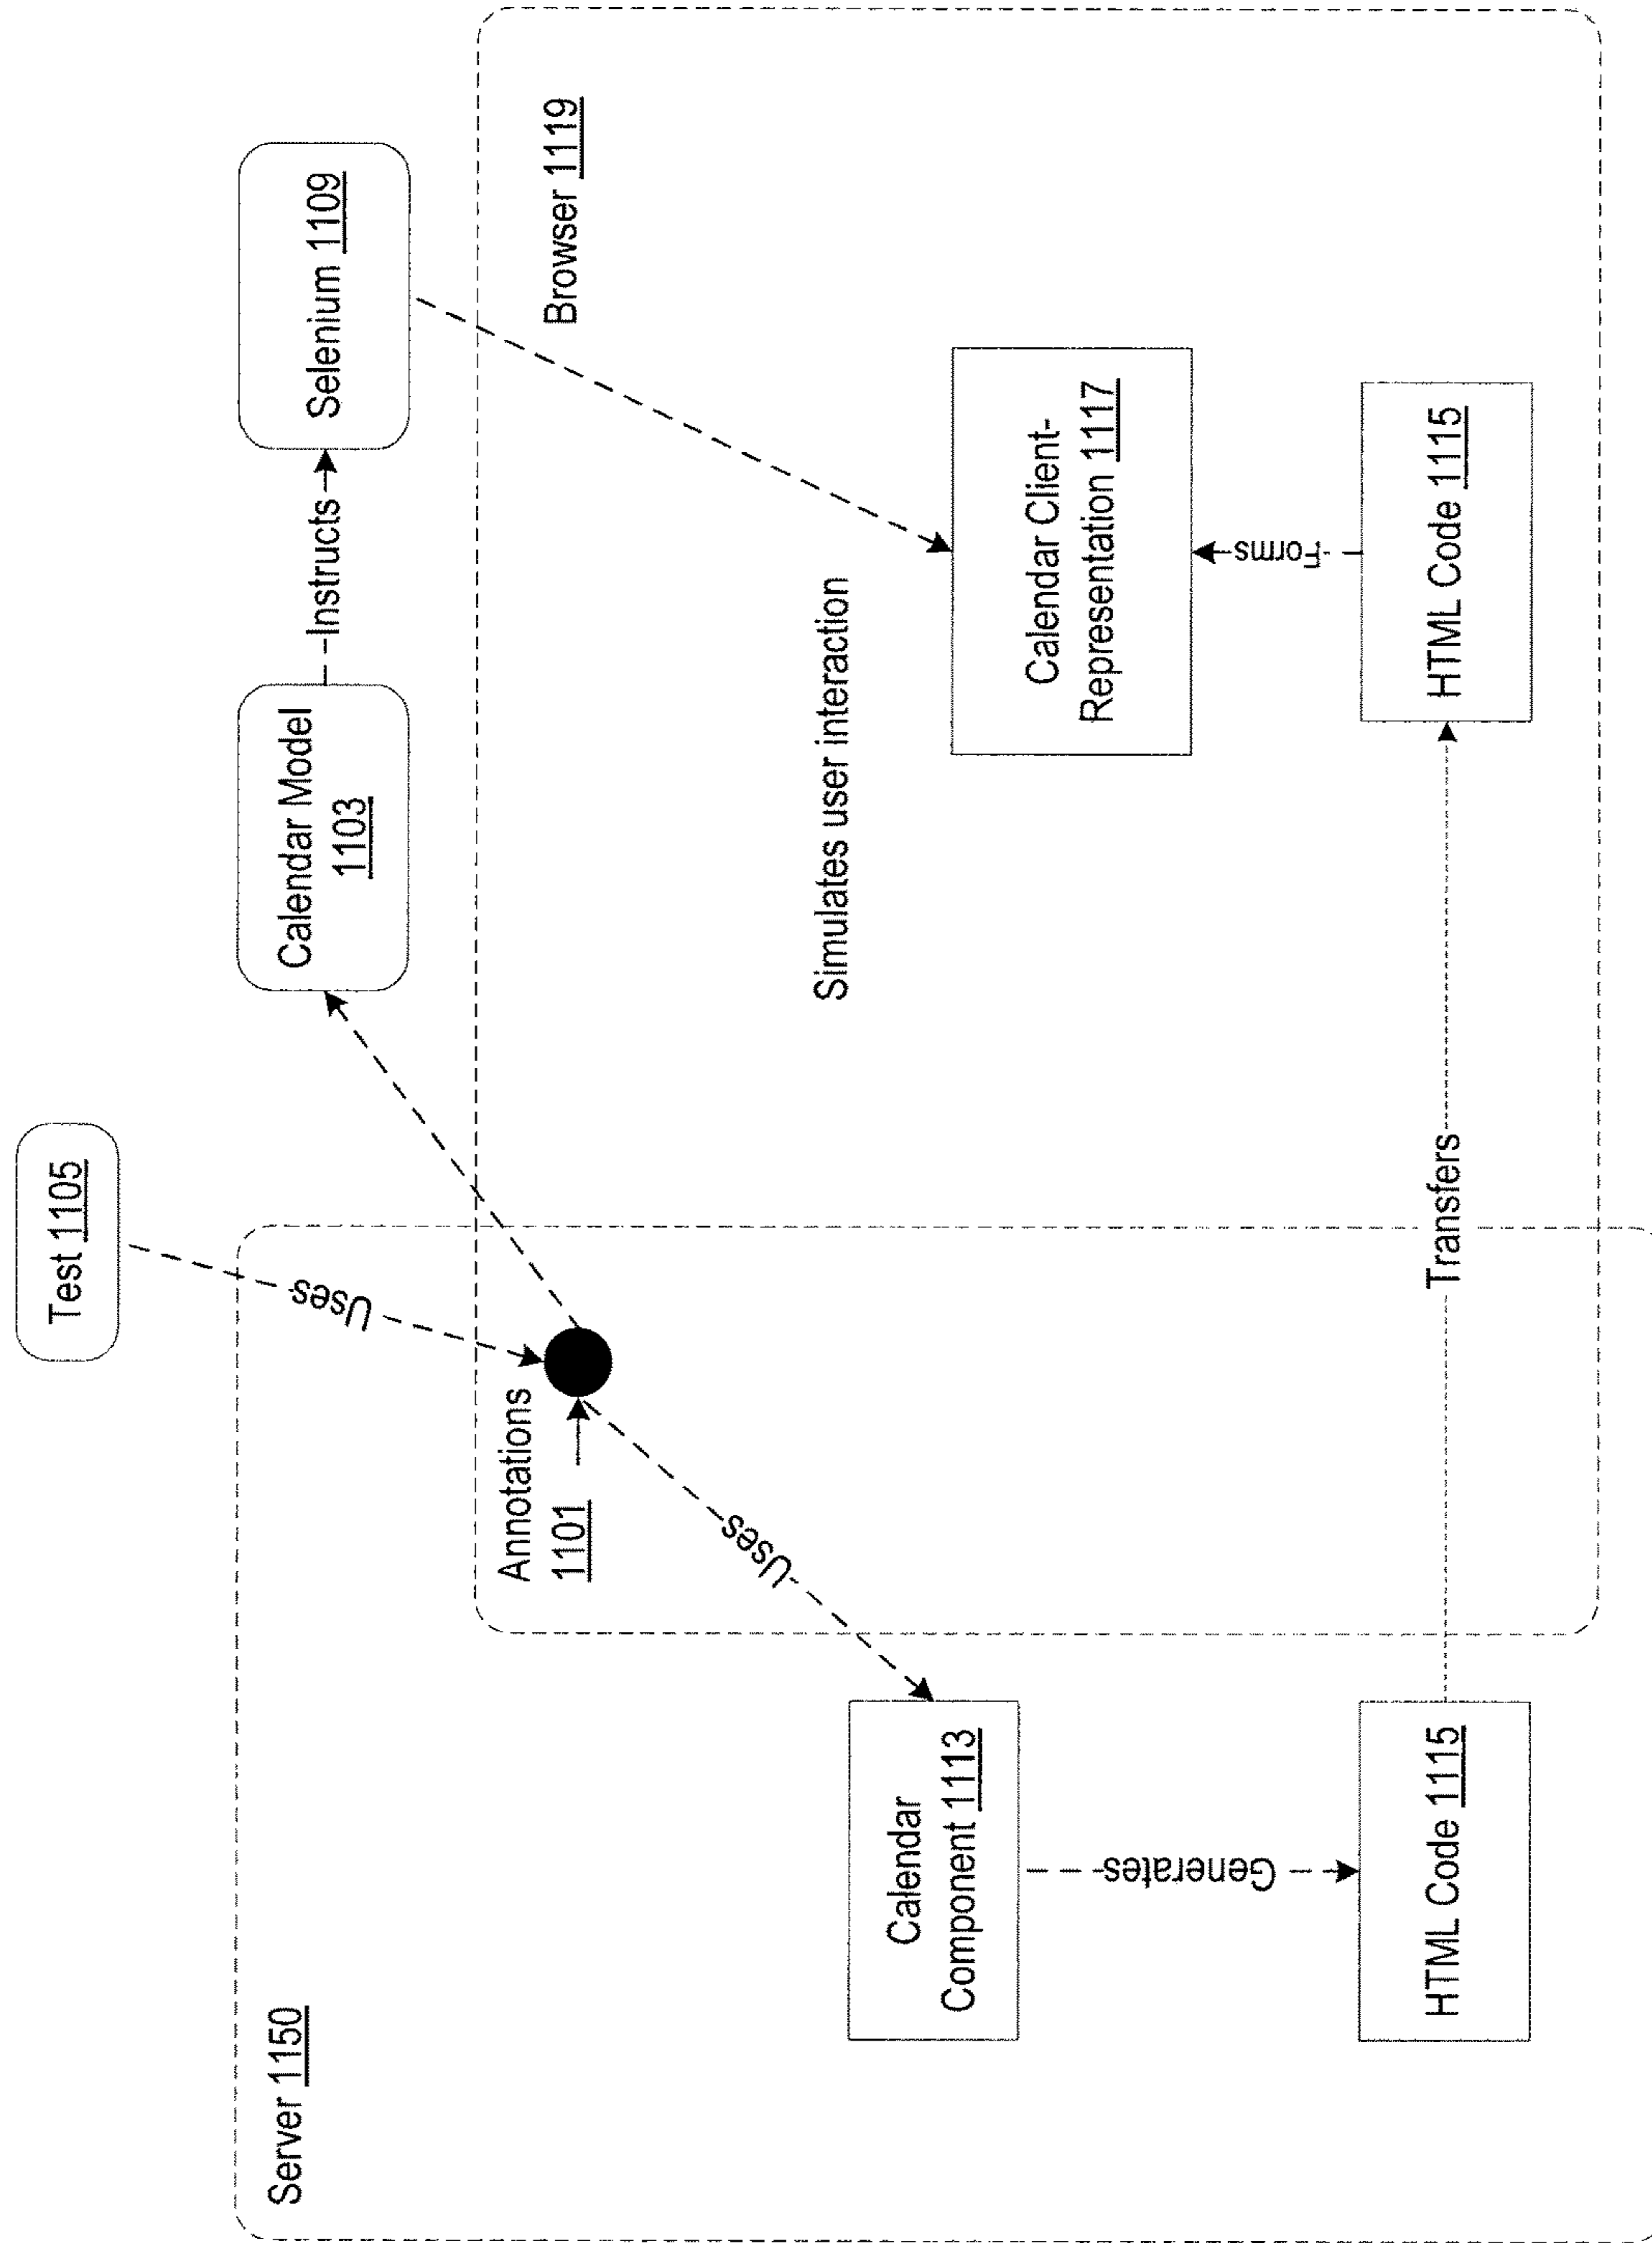 Test 1105
Server 1150
Calendar Model
1103
Instructs
Selenium 1109
Uses
Annotations
1101
Browser 1119
Uses
Simulates user interaction
Calendar
Component 1113
Calendar Client-
Representation 1117
Generates
Forms
HTML Code 1115
Transfers
HTML Code 1115